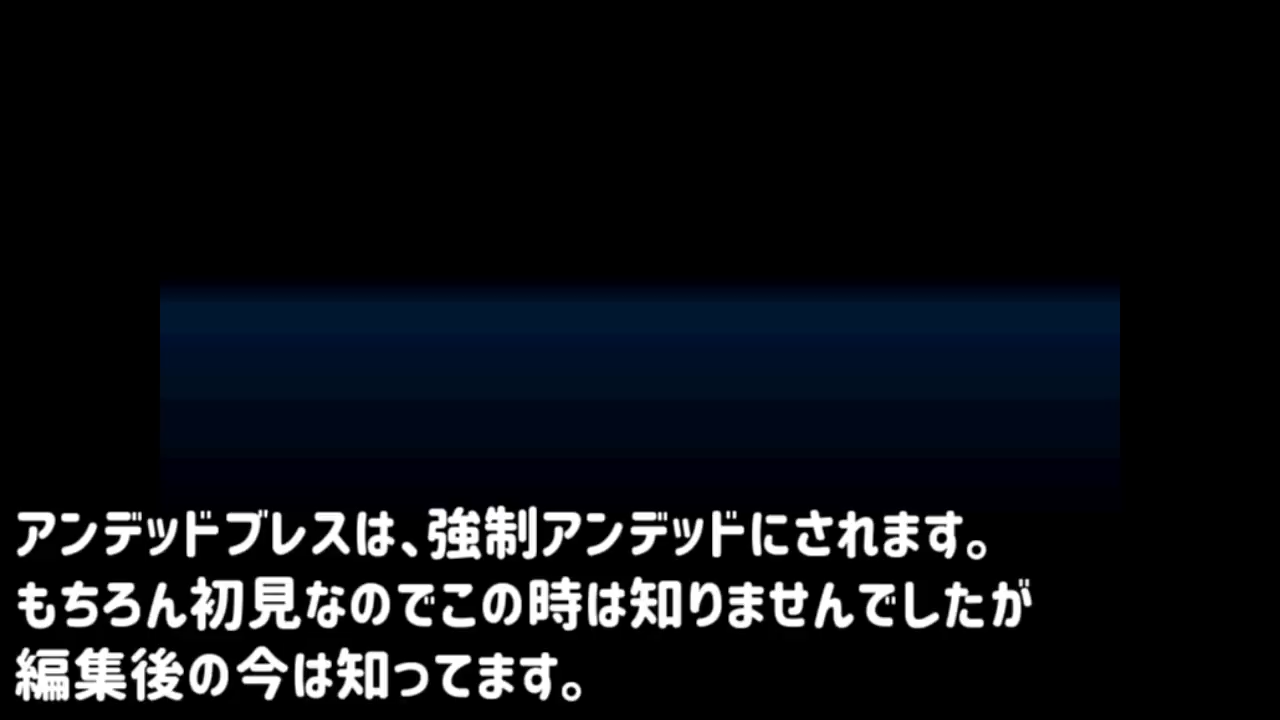 アンデッドブレスは、強制アンデッドにされます。
もちろん初見なのでこの時は知りませんでしたが
編集後の今は知ってます。